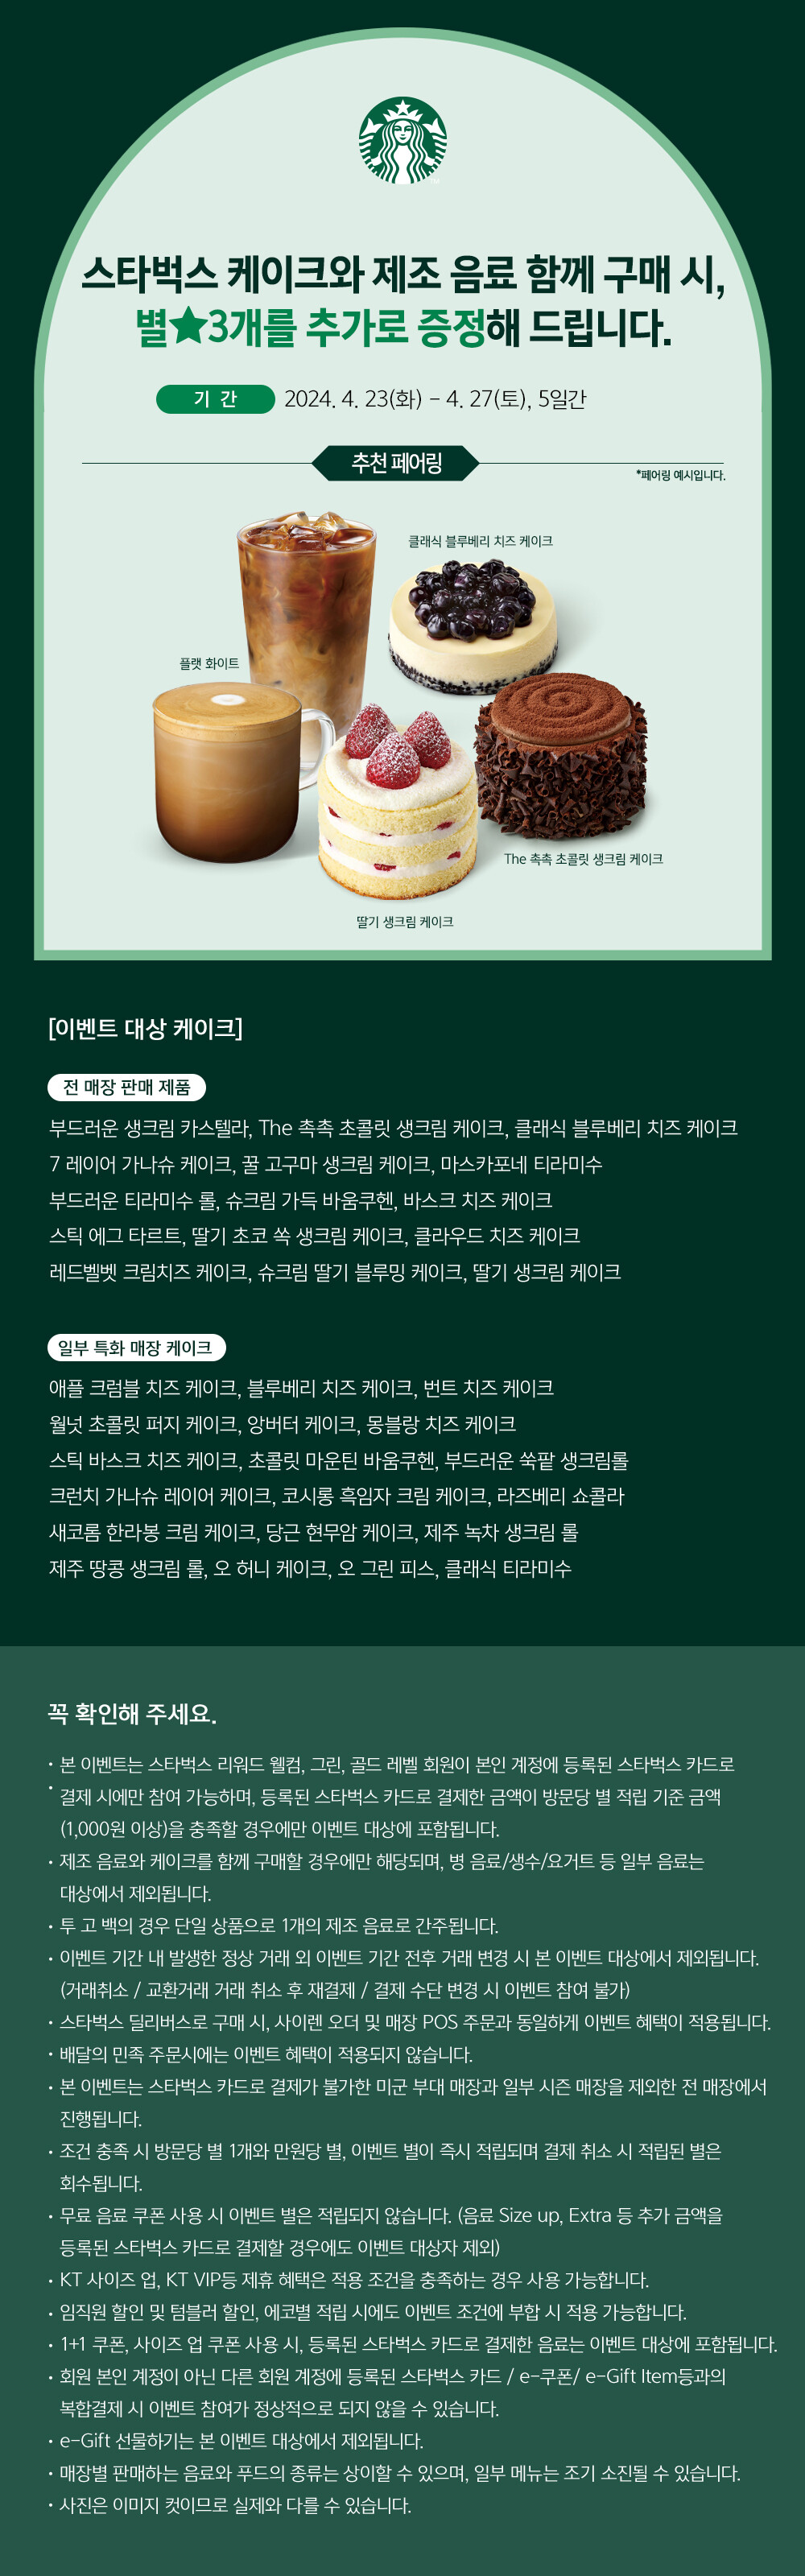 스타벅스 케이크와 제조 음료 함께 구매 시,
별★3개를 추가로 증정해 드립니다.
기 간 2024. 4. 23(화) - 4. 27(토), 5일간
추천 페어링
*페어링 예시입니다.
클래식 블루베리 치즈 케이크
플랫 화이트
The 촉촉 초콜릿 생크림 케이크
딸기 생크림 케이크
[이벤트 대상 케이크]
전 매장 판매 제품
부드러운 생크림 카스텔라, The 촉촉 초콜릿 생크림 케이크, 클래식 블루베리 치즈 케이크
7 레이어 가나슈 케이크, 꿀 고구마 생크림 케이크, 마스카포네 티라미수
부드러운 티라미수 롤, 슈크림 가득 바움쿠헨, 바스크 치즈 케이크
스틱 에그 타르트, 딸기 초코 쏙 생크림 케이크, 클라우드 치즈 케이크
레드벨벳 크림치즈 케이크, 슈크림 딸기 블루밍 케이크, 딸기 생크림 케이크
일부 특화 매장 케이크
애플 크럼블 치즈 케이크, 블루베리 치즈 케이크, 번트 치즈 케이크
월넛 초콜릿 퍼지 케이크, 앙버터 케이크, 몽블랑 치즈 케이크
스틱 바스크 치즈 케이크, 초콜릿 마운틴 바움쿠헨, 부드러운 쑥팥 생크림롤
크런치 가나슈 레이어 케이크, 코시롱 흑임자 크림 케이크, 라즈베리 쇼콜라
새코롬 한라봉 크림 케이크, 당근 현무암 케이크, 제주 녹차 생크림 롤
제주 땅콩 생크림 롤, 오 허니 케이크, 오 그린 피스, 클래식 티라미수
꼭 확인해 주세요.
· 본 이벤트는 스타벅스 리워드 웰컴, 그린, 골드 레벨 회원이 본인 계정에 등록된 스타벅스 카드로
· 결제 시에만 참여 가능하며, 등록된 스타벅스 카드로 결제한 금액이 방문당 별 적립 기준 금액
(1,000원 이상)을 충족할 경우에만 이벤트 대상에 포함됩니다.
· 제조 음료와 케이크를 함께 구매할 경우에만 해당되며, 병 음료/생수/요거트 등 일부 음료는
대상에서 제외됩니다.
· 투 고 백의 경우 단일 상품으로 1개의 제조 음료로 간주됩니다.
· 이벤트 기간 내 발생한 정상 거래 외 이벤트 기간 전후 거래 변경 시 본 이벤트 대상에서 제외됩니다.
(거래취소 / 교환거래 거래 취소 후 재결제 / 결제 수단 변경 시 이벤트 참여 불가)
· 스타벅스 딜리버스로 구매 시, 사이렌 오더 및 매장 POS 주문과 동일하게 이벤트 혜택이 적용됩니다.
· 배달의 민족 주문시에는 이벤트 혜택이 적용되지 않습니다.
· 본 이벤트는 스타벅스 카드로 결제가 불가한 미군 부대 매장과 일부 시즌 매장을 제외한 전 매장에서
진행됩니다.
· 조건 충족 시 방문당 별 1개와 만원당 별, 이벤트 별이 즉시 적립되며 결제 취소 시 적립된 별은
회수됩니다.
· 무료 음료 쿠폰 사용 시 이벤트 별은 적립되지 않습니다. (음료 Size up, Extra 등 추가 금액을
등록된 스타벅스 카드로 결제할 경우에도 이벤트 대상자 제외)
· KT 사이즈 업, KT VIP등 제휴 혜택은 적용 조건을 충족하는 경우 사용 가능합니다.
· 임직원 할인 및 텀블러 할인, 에코별 적립 시에도 이벤트 조건에 부합 시 적용 가능합니다.
· 1+1 쿠폰, 사이즈 업 쿠폰 사용 시, 등록된 스타벅스 카드로 결제한 음료는 이벤트 대상에 포함됩니다.
· 회원 본인 계정이 아닌 다른 회원 계정에 등록된 스타벅스 카드 / e-쿠폰/ e-Gift Item등과의
복합결제 시 이벤트 참여가 정상적으로 되지 않을 수 있습니다.
· e-Gift 선물하기는 본 이벤트 대상에서 제외됩니다.
· 매장별 판매하는 음료와 푸드의 종류는 상이할 수 있으며, 일부 메뉴는 조기 소진될 수 있습니다.
· 사진은 이미지 컷이므로 실제와 다를 수 있습니다.